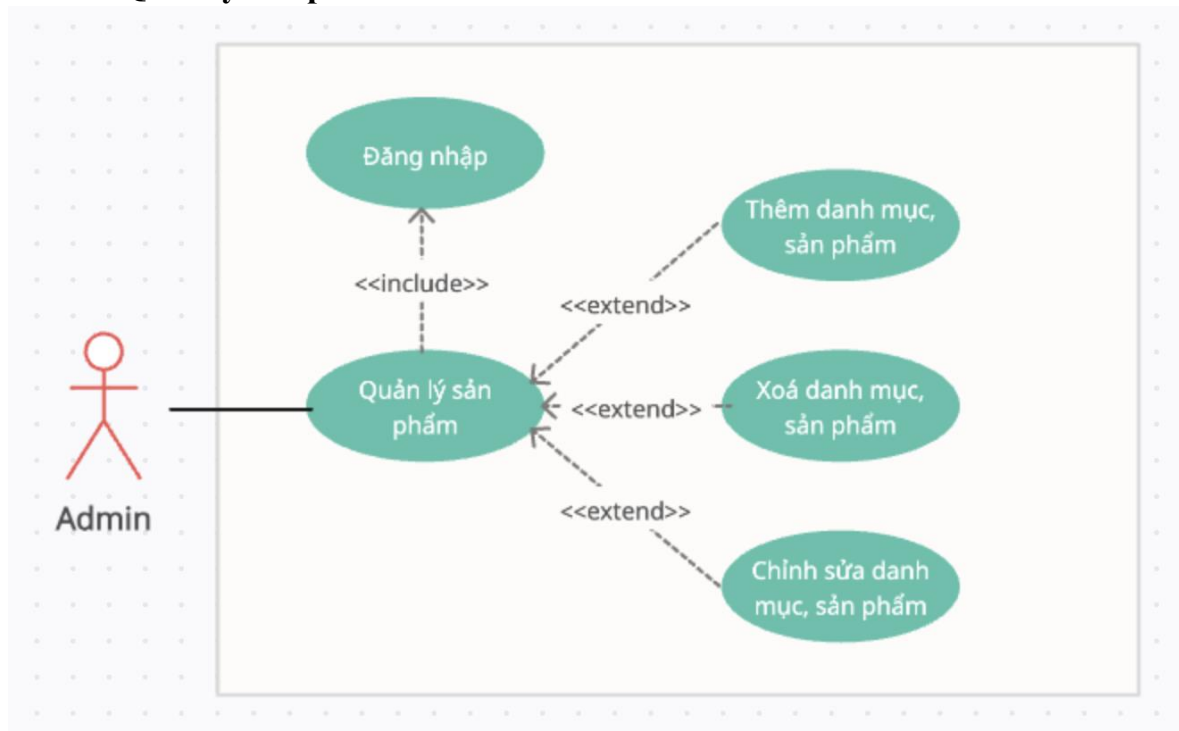 Đăng nhập
Thêm danh mục,
sản phẩm
<<include>>
<<extend>>
Quản lý sản
phẩm
<<extend>>
Xoá danh mục,
sản phẩm
Admin
<<extend>>
Chỉnh sửa danh
mục, sản phẩm